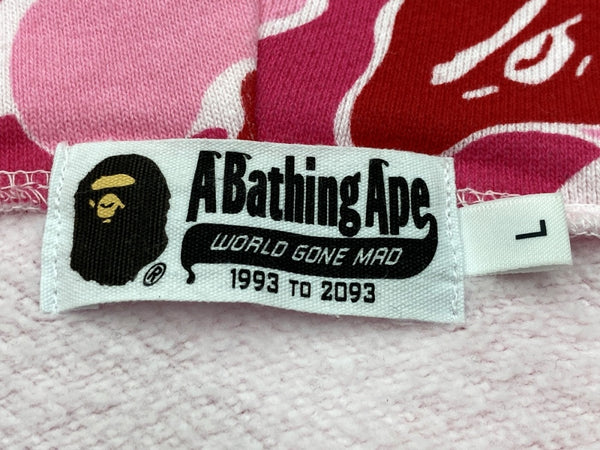 A Bathing Ape
WORLD GONE MAD
1993 TO 2093
®
L